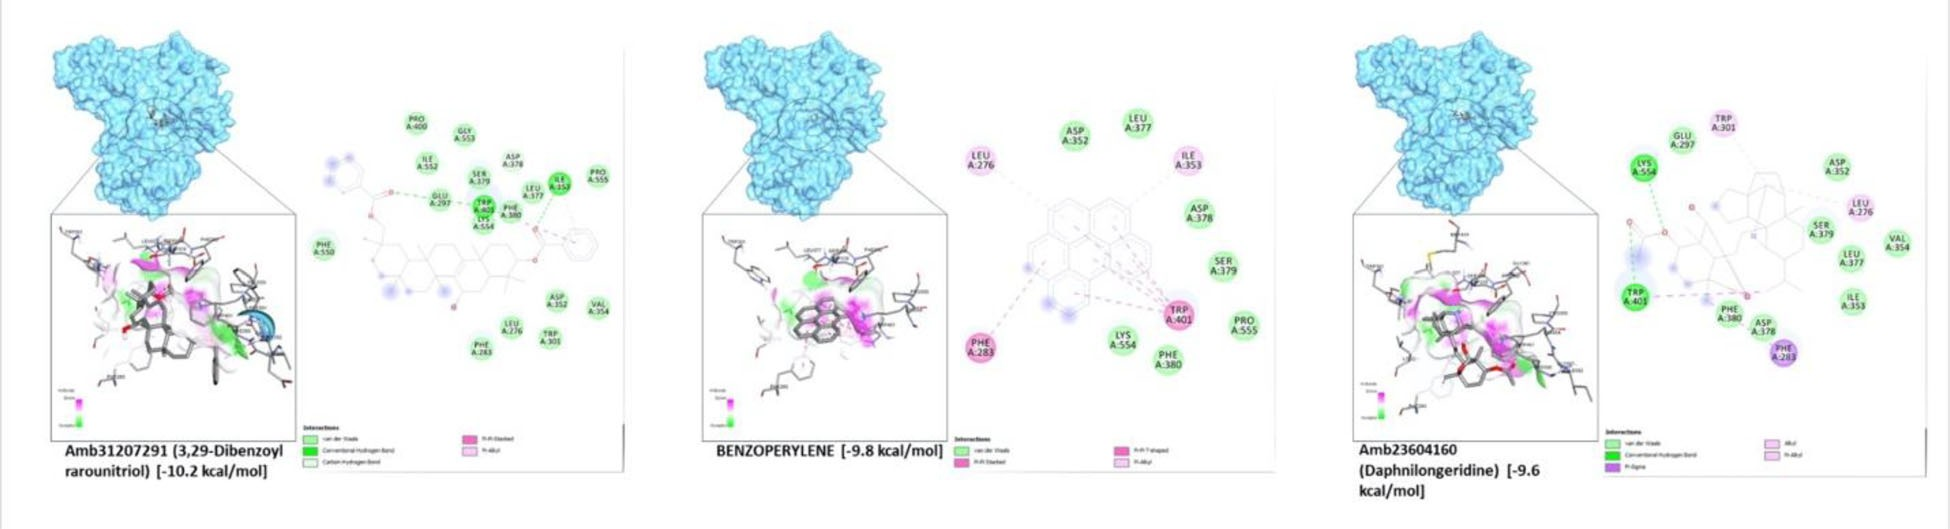 PRO
A:400
GLY
A:553
ILE
A:552
ASP
A:378
SER
A:379
ILE
A:353
PRO
A:555
LEU
A:377
GLU
A:297
TRP
A:401
PHE
A:380
LYS
A:554
PHE
A:550
ASP
A:352
VAL
A:354
LEU
A:276
TRP
A:301
PHE
A:283
Interactions
van der Waals
Conventional Hydrogen Bond
Carbon Hydrogen Bond
Pi-Pi Stacked
Pi-Alkyl
Amb31207291 (3,29-Dibenzoyl
rarounitriol) [-10.2 kcal/mol]
LEU
A:276
ASP
A:352
LEU
A:377
ILE
A:353
ASP
A:378
SER
A:379
TRP
A:401
PRO
A:555
PHE
A:283
LYS
A:554
PHE
A:380
Interactions
van der Waals
Pi-Pi Stacked
Pi-Pi T-shaped
Pi-Alkyl
BENZOPERYLENE [-9.8 kcal/mol]
TRP
A:301
GLU
A:297
LYS
A:554
ASP
A:352
LEU
A:276
SER
A:379
VAL
A:354
LEU
A:377
TRP
A:401
ILE
A:353
PHE
A:380
ASP
A:378
PHE
A:283
Interactions
van der Waals
Conventional Hydrogen Bond
Pi-Sigma
Alkyl
Pi-Alkyl
Amb23604160
(Daphnilongeridine) [-9.6
kcal/mol]